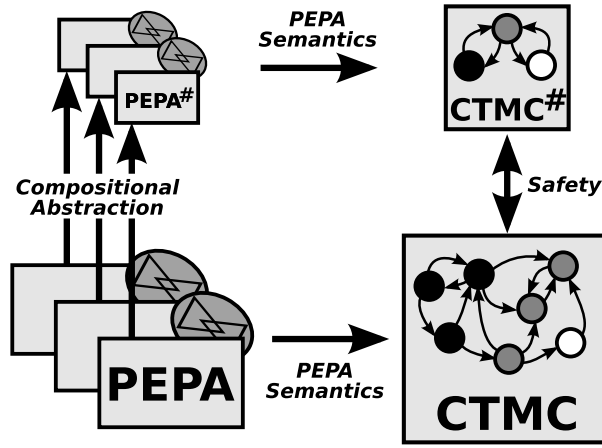 PEPA
Semantics
PEPA#
CTMC#
Compositional
Abstraction
Safety
PEPA
PEPA
Semantics
CTMC